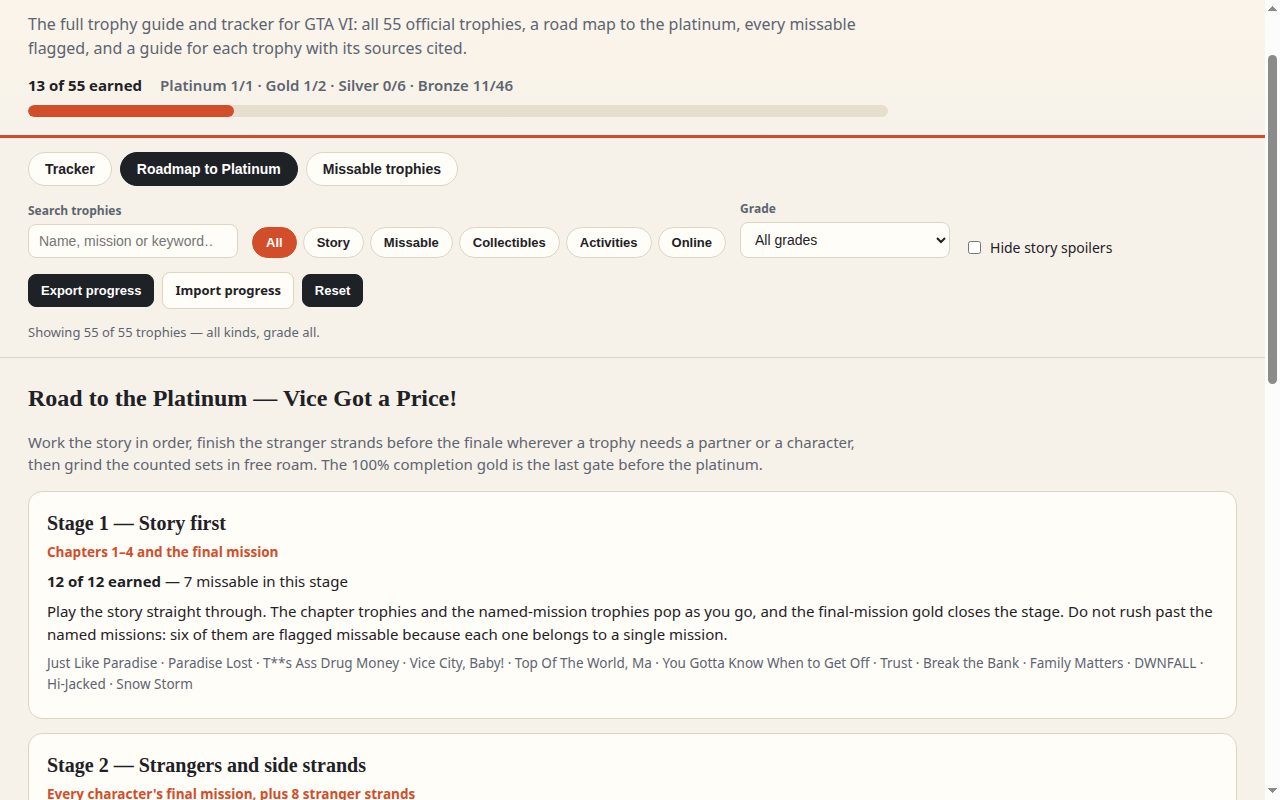 The full trophy guide and tracker for GTA VI: all 55 official trophies, a road map to the platinum, every missable
flagged, and a guide for each trophy with its sources cited.
13 of 55 earned Platinum 1/1 · Gold 1/2 · Silver 0/6 · Bronze 11/46
Tracker Roadmap to Platinum Missable trophies
Search trophies Grade
Name, mission or keyword.. All Story Missable Collectibles Activities Online All grades Hide story spoilers
Export progress Import progress Reset
Showing 55 of 55 trophies — all kinds, grade all.
Road to the Platinum — Vice Got a Price!
Work the story in order, finish the stranger strands before the finale wherever a trophy needs a partner or a character,
then grind the counted sets in free roam. The 100% completion gold is the last gate before the platinum.
Stage 1 — Story first
Chapters 1–4 and the final mission
12 of 12 earned — 7 missable in this stage
Play the story straight through. The chapter trophies and the named-mission trophies pop as you go, and the final-mission gold closes the stage. Do not rush past the
named missions: six of them are flagged missable because each one belongs to a single mission.
Just Like Paradise · Paradise Lost · T**s Ass Drug Money · Vice City, Baby! · Top Of The World, Ma · You Gotta Know When to Get Off · Trust · Break the Bank · Family Matters · DWNFALL ·
Hi-Jacked · Snow Storm
Stage 2 — Strangers and side strands
Every character's final mission, plus 8 stranger strands